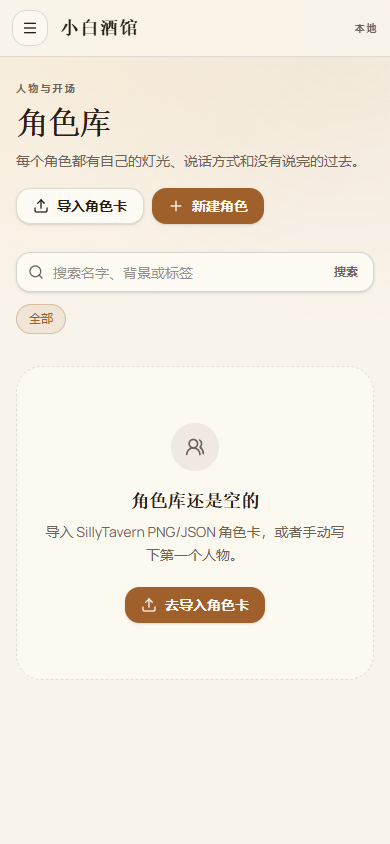 小白酒馆
本地
人物与开场
角色库
每个角色都有自己的灯光、说话方式和没有说完的过去。
导入角色卡
新建角色
搜索名字、背景或标签
搜索
全部
角色库还是空的
导入 SillyTavern PNG/JSON 角色卡，或者手动写
下第一个人物。
去导入角色卡